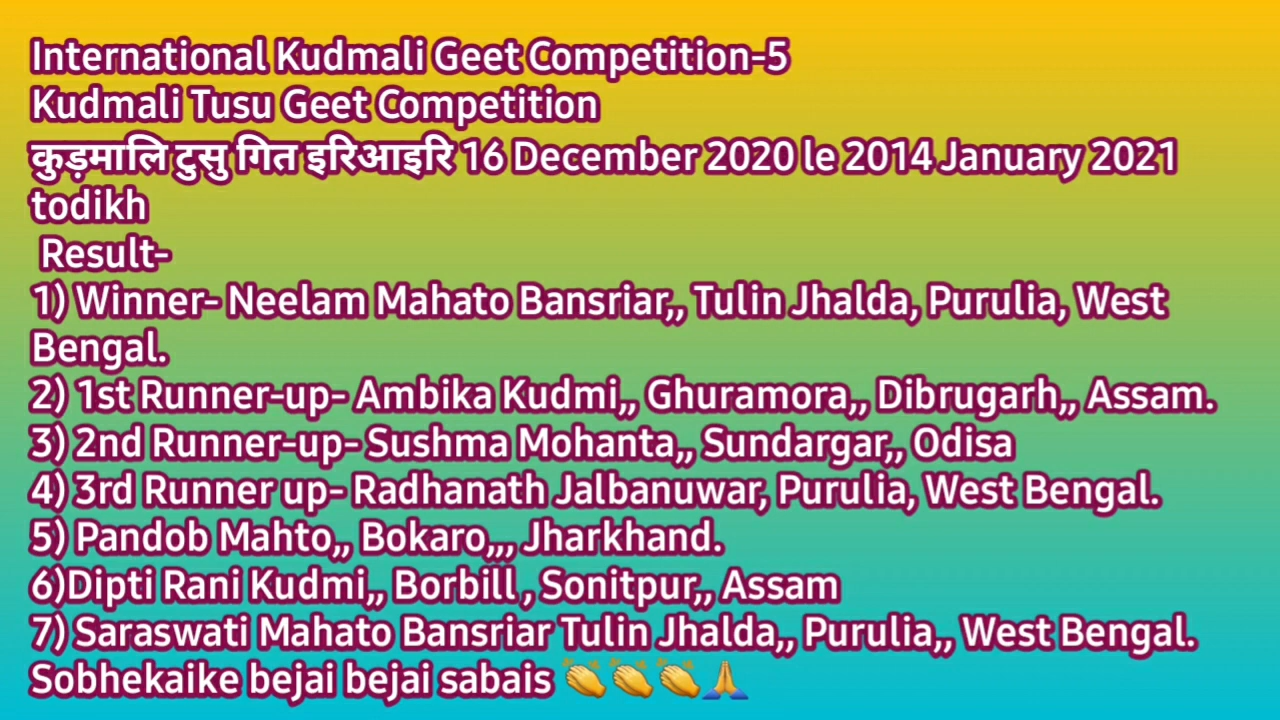 International Kudmali Geet Competition-5
Kudmali Tusu Geet Competition
कुड़मालि टुसु गित इरिआइरि 16 December 2020 le 2014 January 2021
todikh
Result-
1) Winner- Neelam Mahato Bansriar,, Tulin Jhalda, Purulia, West
Bengal.
2) 1st Runner-up- Ambika Kudmi,, Ghuramora,, Dibrugarh,, Assam.
3) 2nd Runner-up- Sushma Mohanta,, Sundargar,, Odisa
4) 3rd Runner up- Radhanath Jalbanuwar, Purulia, West Bengal.
5) Pandob Mahto,, Bokaro,,, Jharkhand.
6)Dipti Rani Kudmi,, Borbill , Sonitpur,, Assam
7) Saraswati Mahato Bansriar Tulin Jhalda,, Purulia,, West Bengal.
Sobhekaike bejai bejai sabais 👏👏👏🙏